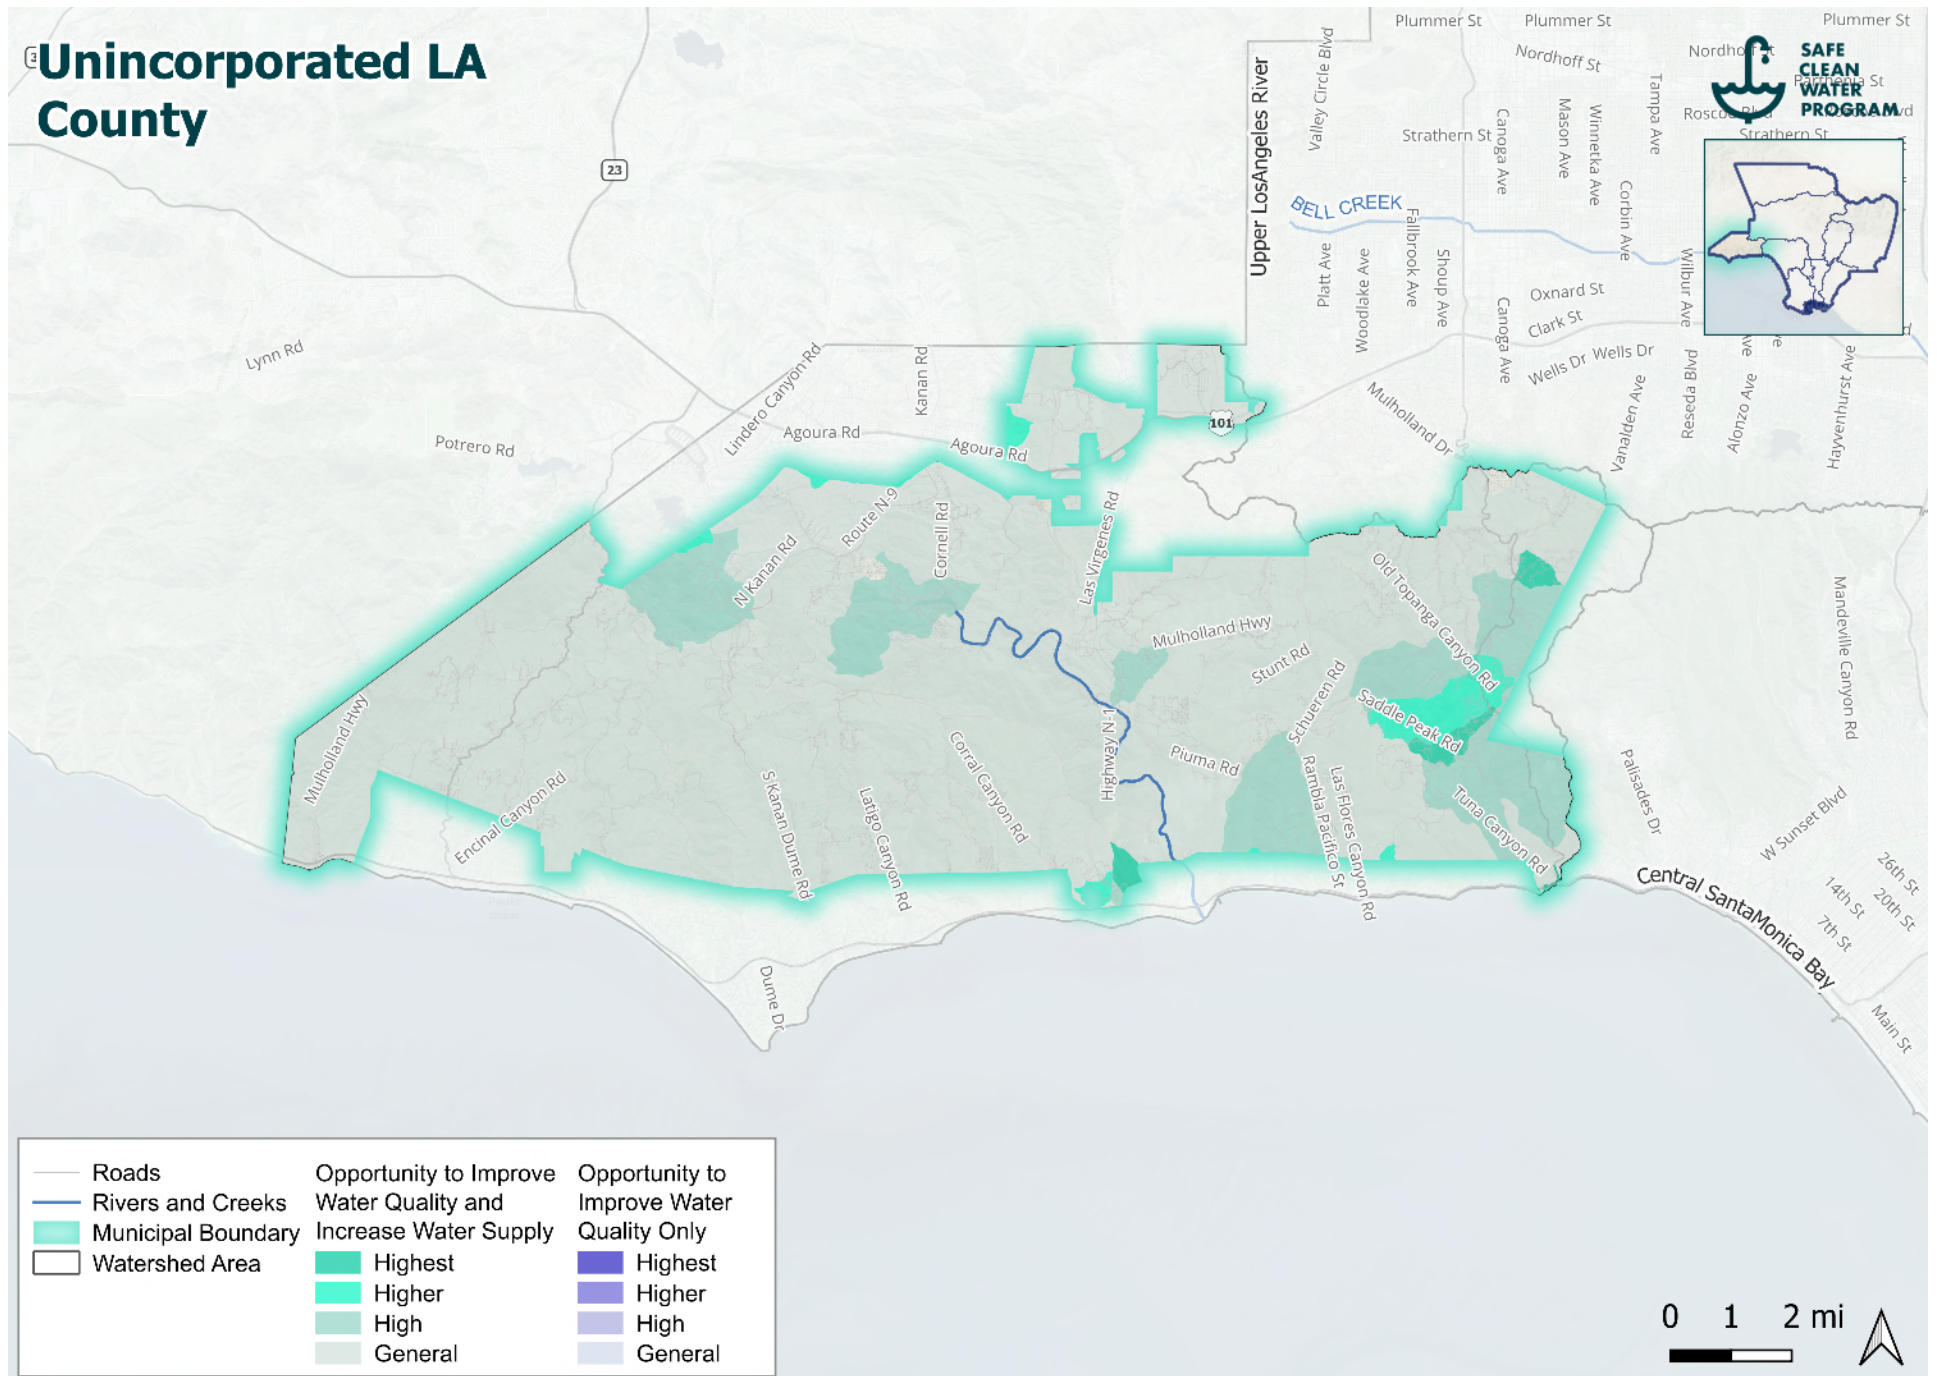 Unincorporated LA
County
SAFE
CLEAN
WATER
PROGRAM
Plummer St
Plummer St
Plummer St
Nordhoff St
Parthenia St
Strathern St
Strathern St
Valley Circle Blvd
Canoga Ave
Mason Ave
Winnetka Ave
Tampa Ave
Corbin Ave
23
Upper LosAngeles River
BELL CREEK
Platt Ave
Woodlake Ave
Fallbrook Ave
Shoup Ave
Canoga Ave
Oxnard St
Clark St
Wells Dr
Wells Dr
Wilbur Ave
Reseda Blvd
Vanalden Ave
Alonzo Ave
Hayvenhurst Ave
Mulholland Dr
Lynn Rd
Potrero Rd
Lindero Canyon Rd
Kanan Rd
Agoura Rd
Agoura Rd
101
Route N-9
Cornell Rd
N Kanan Rd
Las Virgenes Rd
Mulholland Hwy
Stunt Rd
Old Topanga Canyon Rd
Saddle Peak Rd
Schueren Rd
Piuma Rd
Highway N-1
Rambla Pacifico St
Las Flores Canyon Rd
Tuna Canyon Rd
Mulholland Hwy
Encinal Canyon Rd
S Kanan Dume Rd
Latigo Canyon Rd
Corral Canyon Rd
Dume Dr
Mandeville Canyon Rd
Palisades Dr
W Sunset Blvd
26th St
20th St
14th St
7th St
Main St
Central SantaMonica Bay
Roads
Rivers and Creeks
Municipal Boundary
Watershed Area
Opportunity to Improve
Water Quality and
Increase Water Supply
Highest
Higher
High
General
Opportunity to
Improve Water
Quality Only
Highest
Higher
High
General
0 1 2 mi